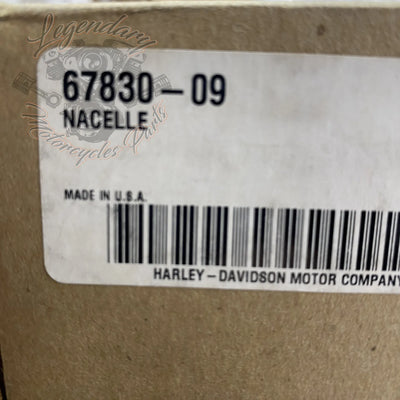 Legendary
Motorcycles Parts
67830-09
NACELLE
MADE IN U.S.A.
HARLEY-DAVIDSON MOTOR COMPANY